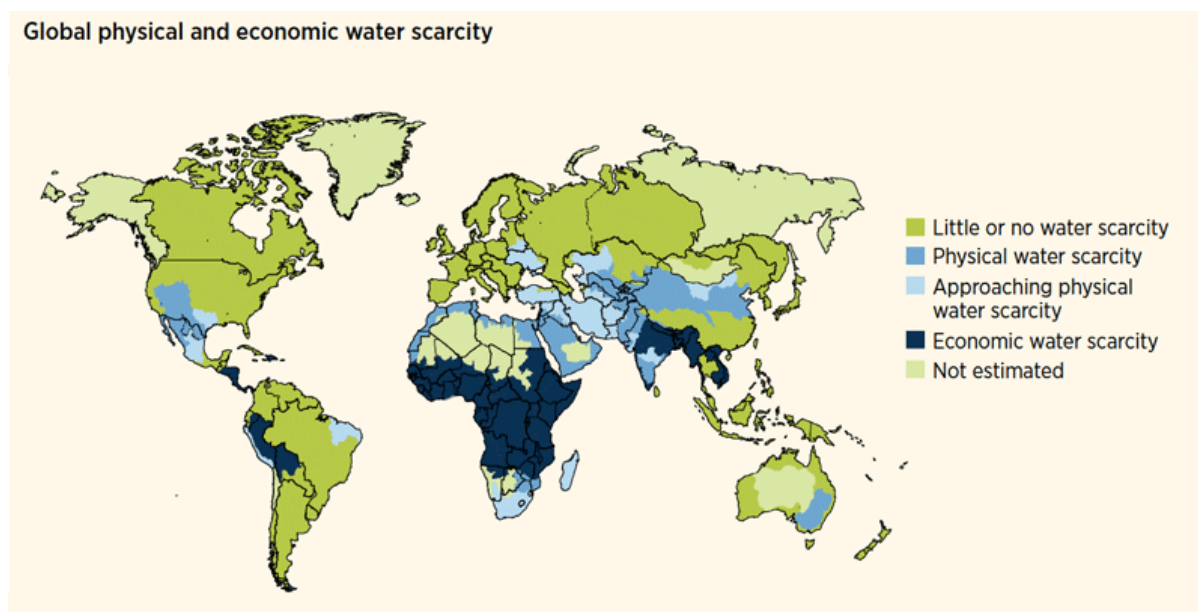 Global physical and economic water scarcity
Little or no water scarcity
Physical water scarcity
Approaching physical
water scarcity
Economic water scarcity
Not estimated